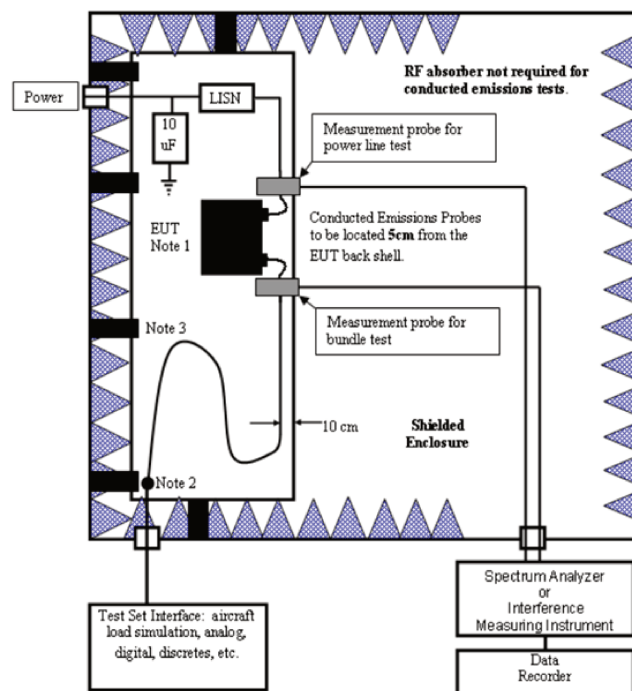 RF absorber not required for
conducted emissions tests.
Power
LISN
10
uF
Measurement probe for
power line test
EUT
Note 1
Conducted Emissions Probes
to be located 5cm from the
EUT back shell.
Note 3
Measurement probe for
bundle test
10 cm
Shielded
Enclosure
Note 2
Test Set Interface: aircraft
load simulation, analog,
digital, discretes, etc.
Spectrum Analyzer
or
Interference
Measuring Instrument
Data
Recorder